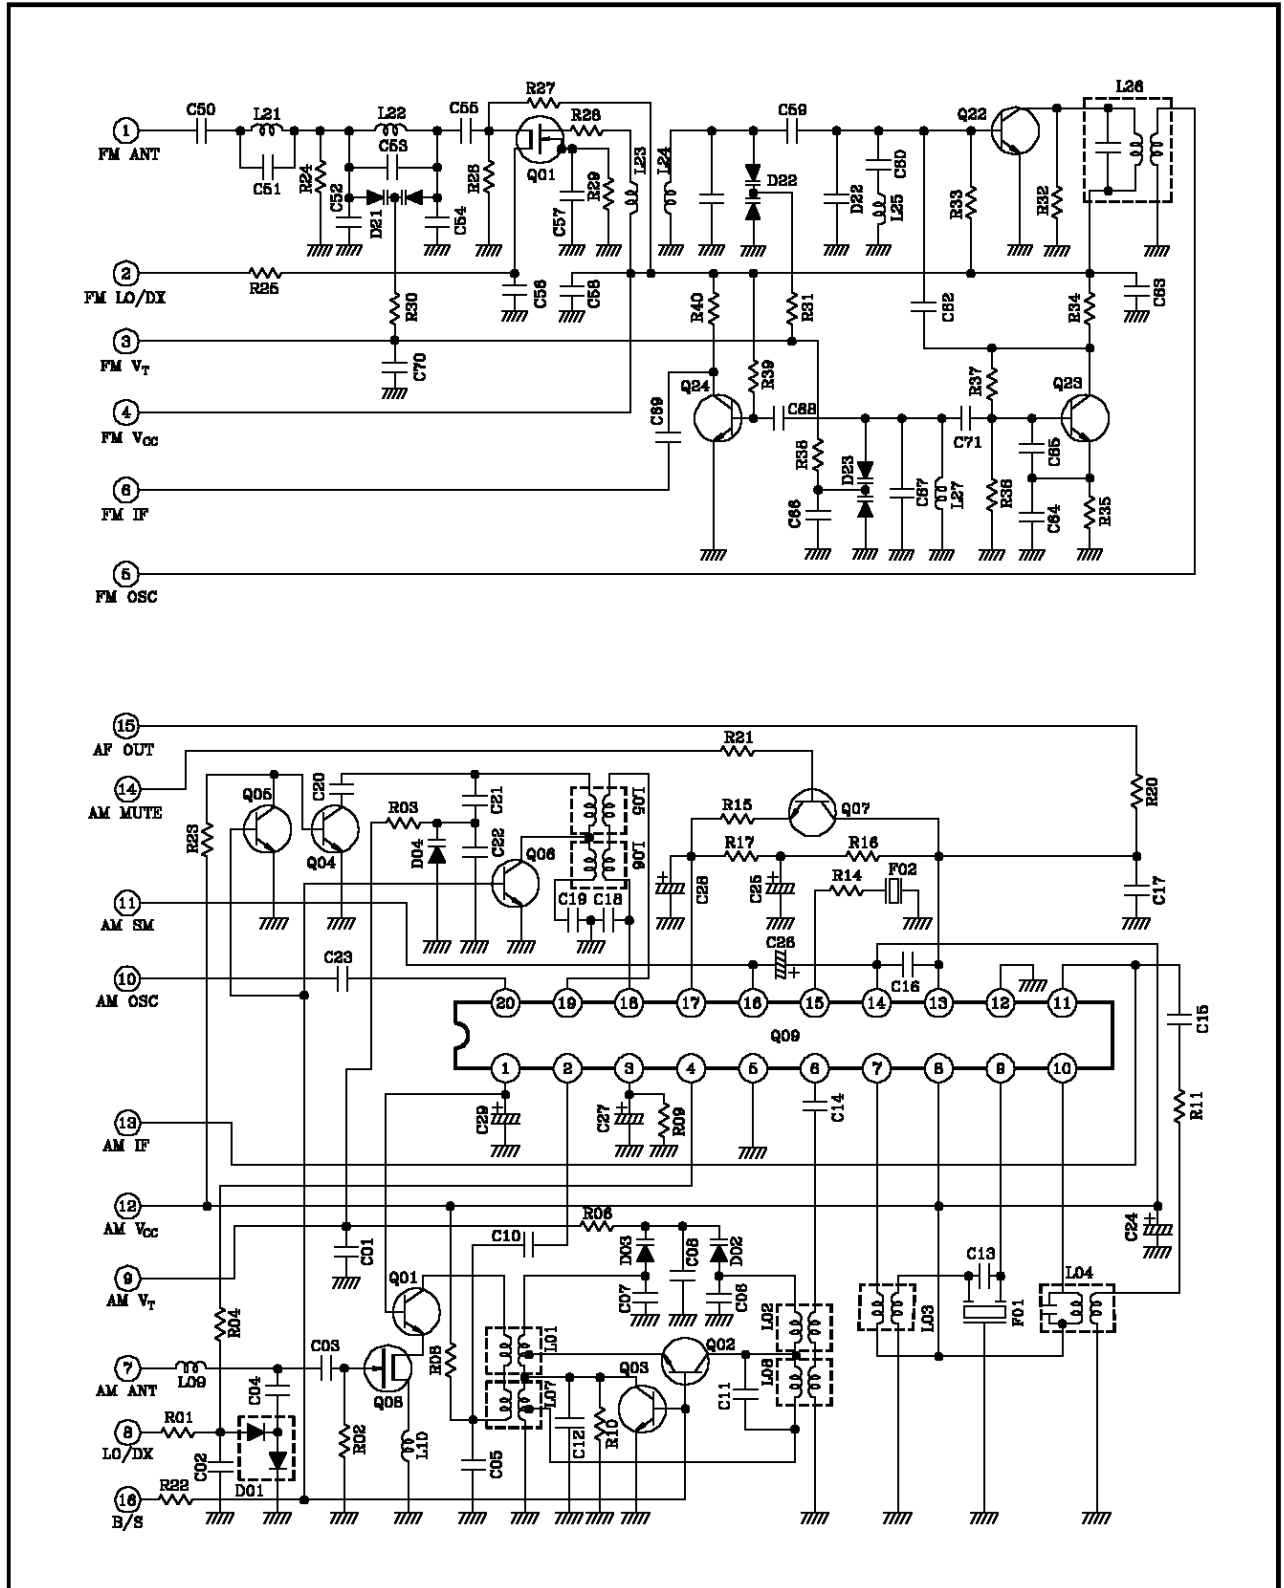 R27
L26
C50
L21
L22
C55
R28
C59
Q22
1
FM ANT
C53
C51
R24
C52
D21
C54
R26
Q01
C57
R29
L23
L24
D22
D22
C60
L25
R33
R32
2
FM LO/DX
R25
R30
C56
C58
R40
R31
C62
R34
C63
3
FM VT
C70
Q24
R39
R37
Q23
4
FM VCC
C69
C68
C71
R38
D23
C65
6
FM IF
C66
C67
L27
R36
C64
R35
5
FM OSC
15
AF OUT
R21
14
AM MUTE
Q05
C20
R03
C21
L05
R15
Q07
R20
R23
Q04
D04
C22
Q06
L06
R17
R16
R14
F02
11
AM SM
C19
C18
C28
C25
C17
C26
10
AM OSC
C23
C16
20
19
18
17
16
15
14
13
12
11
C15
Q09
1
2
3
4
5
6
7
8
9
10
C29
C27
R09
C14
R11
13
AM IF
12
AM VCC
R06
C24
C01
C10
D03
C08
D02
C13
9
AM VT
Q01
C07
C06
L04
R04
L02
L03
F01
7
AM ANT
L09
C03
R08
L01
Q02
C04
Q08
Q03
L08
8
LO/DX
R01
L07
C11
C02
D01
R02
L10
C05
C12
R10
16
B/S
R22